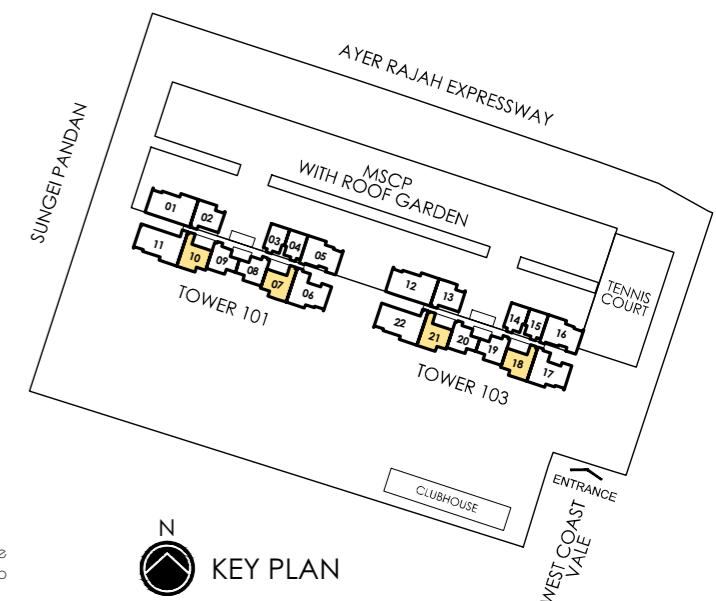 AYER RAJAH EXPRESSWAY
SUNGEI PANDAN
MSCP
WITH ROOF GARDEN
TENNIS
COURT
01
02
03
04
05
11
10
09
08
07
06
TOWER 101
12
13
14
15
16
22
21
20
19
18
17
TOWER 103
CLUBHOUSE
ENTRANCE
WEST COAST
VALE
N
KEY PLAN